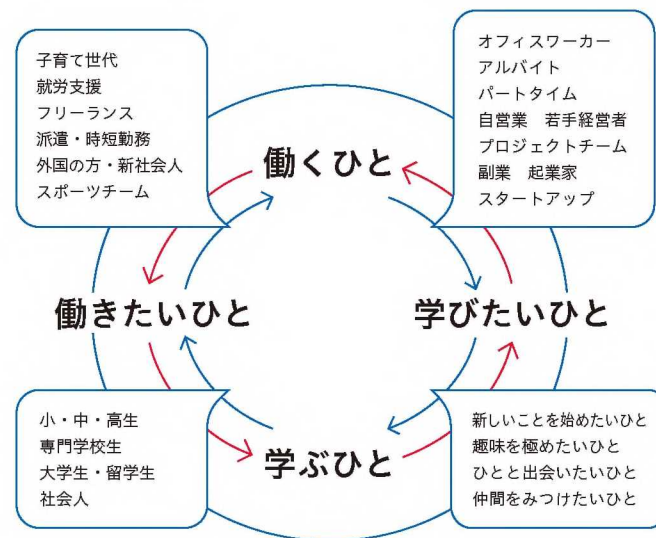 子育て世代
就労支援
フリーランス
派遣・時短勤務
外国の方・新社会人
スポーツチーム
オフィスワーカー
アルバイト
パートタイム
自営業　若手経営者
プロジェクトチーム
副業　起業家
スタートアップ
働くひと
働きたいひと
学びたいひと
学ぶひと
小・中・高生
専門学校生
大学生・留学生
社会人
新しいことを始めたいひと
趣味を極めたいひと
ひとと出会いたいひと
仲間をみつけたいひと